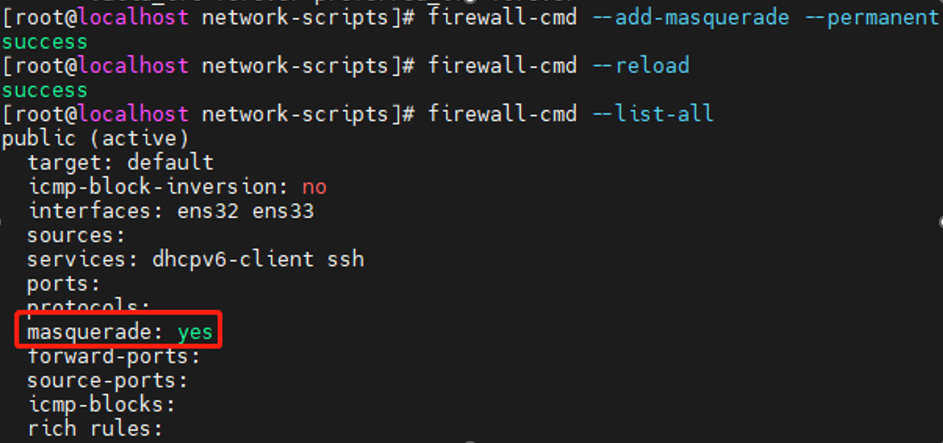 [root@localhost network-scripts]# firewall-cmd --add-masquerade --permanent
success
[root@localhost network-scripts]# firewall-cmd --reload
success
[root@localhost network-scripts]# firewall-cmd --list-all
public (active)
  target: default
  icmp-block-inversion: no
  interfaces: ens32 ens33
  sources:
  services: dhcpv6-client ssh
  ports:
  protocols:
  masquerade: yes
  forward-ports:
  source-ports:
  icmp-blocks:
  rich rules: